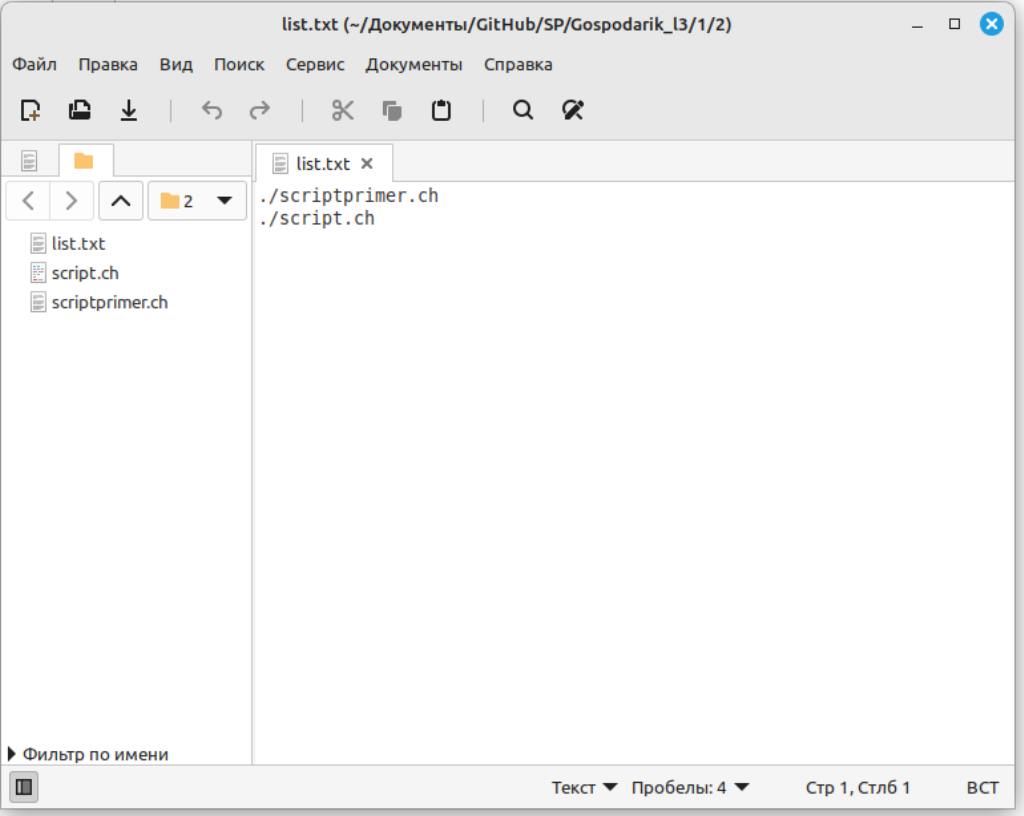 list.txt (~/Документы/GitHub/SP/Gospodarik_l3/1/2)
Файл Правка Вид Поиск Сервис Документы Справка
list.txt
2
./scriptprimer.ch
./script.ch
list.txt
script.ch
scriptprimer.ch
Фильтр по имени
Текст Пробелы: 4 Стр 1, Стлб 1 ВСТ